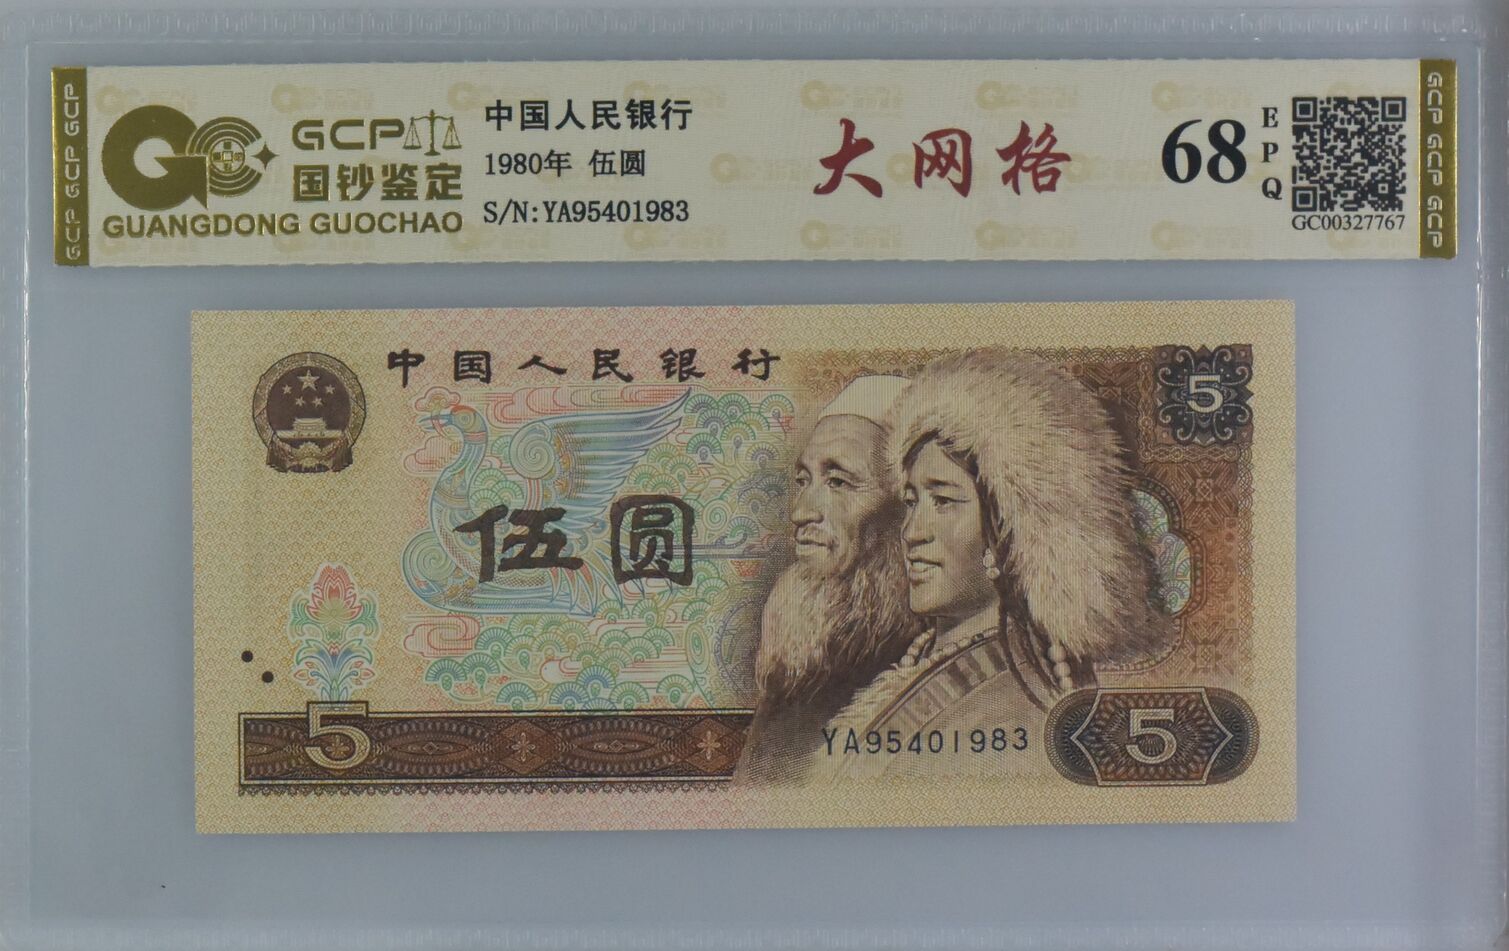 GCP GCP GCP
GCP
国钞鉴定
GUANGDONG GUOCHAO
中国人民银行
1980年 伍圆
S/N:YA95401983
大网格
68
EPQ
GC00327767
GCP GCP GCP
中国人民银行
5
伍圆
5
YA95401983
5